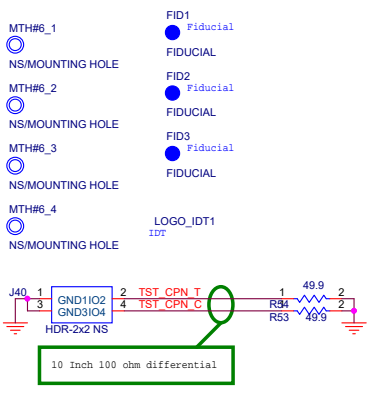 FID1
MTH#6_1
Fiducial
NS/MOUNTING HOLE
FIDUCIAL
FID2
MTH#6_2
Fiducial
NS/MOUNTING HOLE
FIDUCIAL
FID3
MTH#6_3
Fiducial
NS/MOUNTING HOLE
FIDUCIAL
MTH#6_4
LOGO_IDT1
IDT
NS/MOUNTING HOLE
J40 1 GND1IO2 2 TST_CPN_T 1 49.9 2
3 GND3IO4 4 TST_CPN_C R54 2
HDR-2x2 NS R53 49.9
10 Inch 100 ohm differential